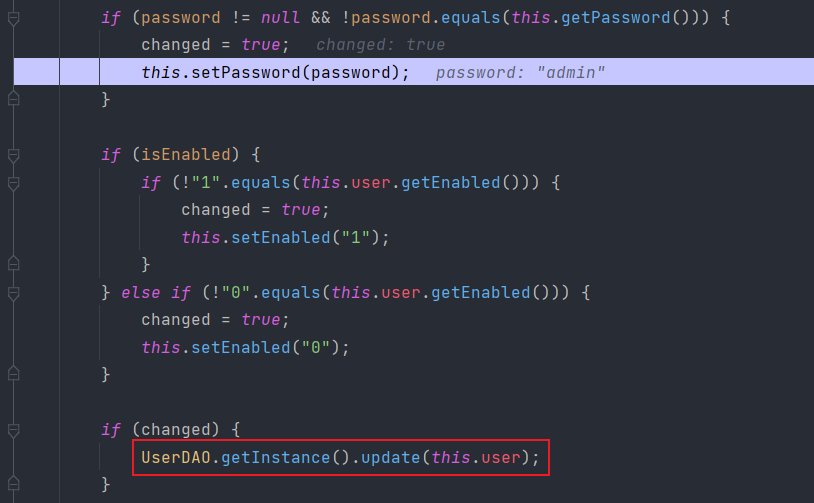 if (password != null && !password.equals(this.getPassword())) {
changed = true; changed: true
this.setPassword(password); password: "admin"
}
if (isEnabled) {
if (!"1".equals(this.user.getEnabled())) {
changed = true;
this.setEnabled("1");
}
} else if (!"0".equals(this.user.getEnabled())) {
changed = true;
this.setEnabled("0");
}
if (changed) {
UserDAO.getInstance().update(this.user);
}